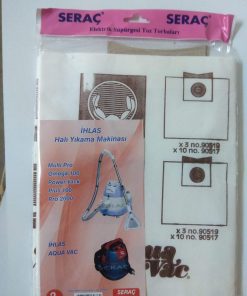 SERAÇ® SERAÇ®
Elektrik Süpürgesi Toz Torbaları
x 3 no.90519
x 10 no.90517
İHLAS
Halı Yıkama Makinası
Multi Pro
Omega 100
Power Jack
Plus 100
Pro 2000
x 3 no.90519
x 10 no.90517
İHLAS
AQUA VAC
SERAÇ
Vac
SERAÇ